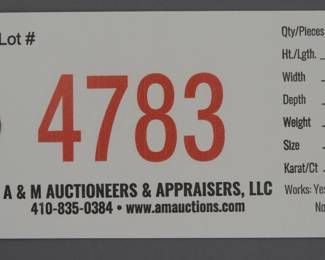 Lot #
4783
A & M AUCTIONEERS & APPRAISERS, LLC
410-835-0384 • www.amauctions.com
Qty/Pieces
Ht./Lgth.
Width
Depth
Weight
Size
Karat/Ct
Works: Yes
No